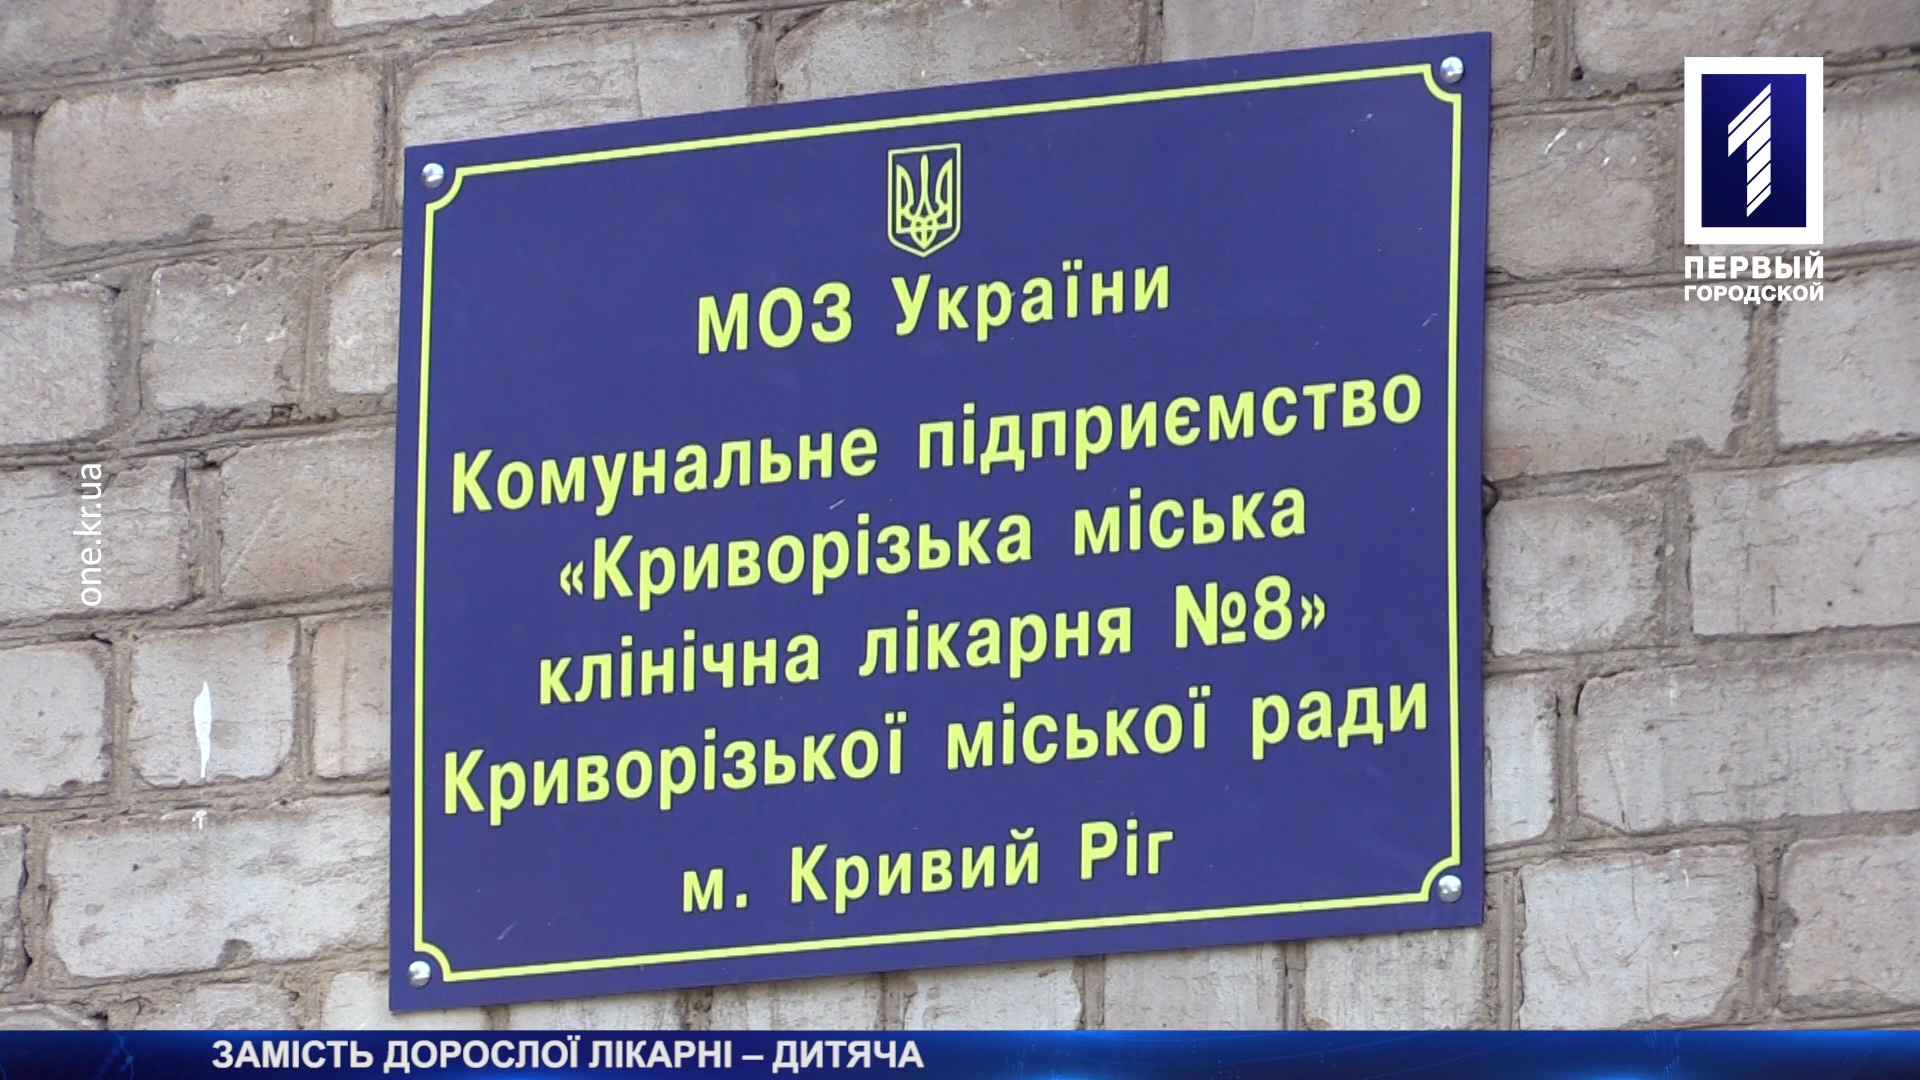 МОЗ України
Комунальне підприємство
«Криворізька міська
клінічна лікарня №8»
Криворізької міської ради
м. Кривий Ріг
ПЕРВЫЙ
ГОРОДСКОЙ
one.kr.ua
ЗАМІСТЬ ДОРОСЛОЇ ЛІКАРНІ – ДИТЯЧА